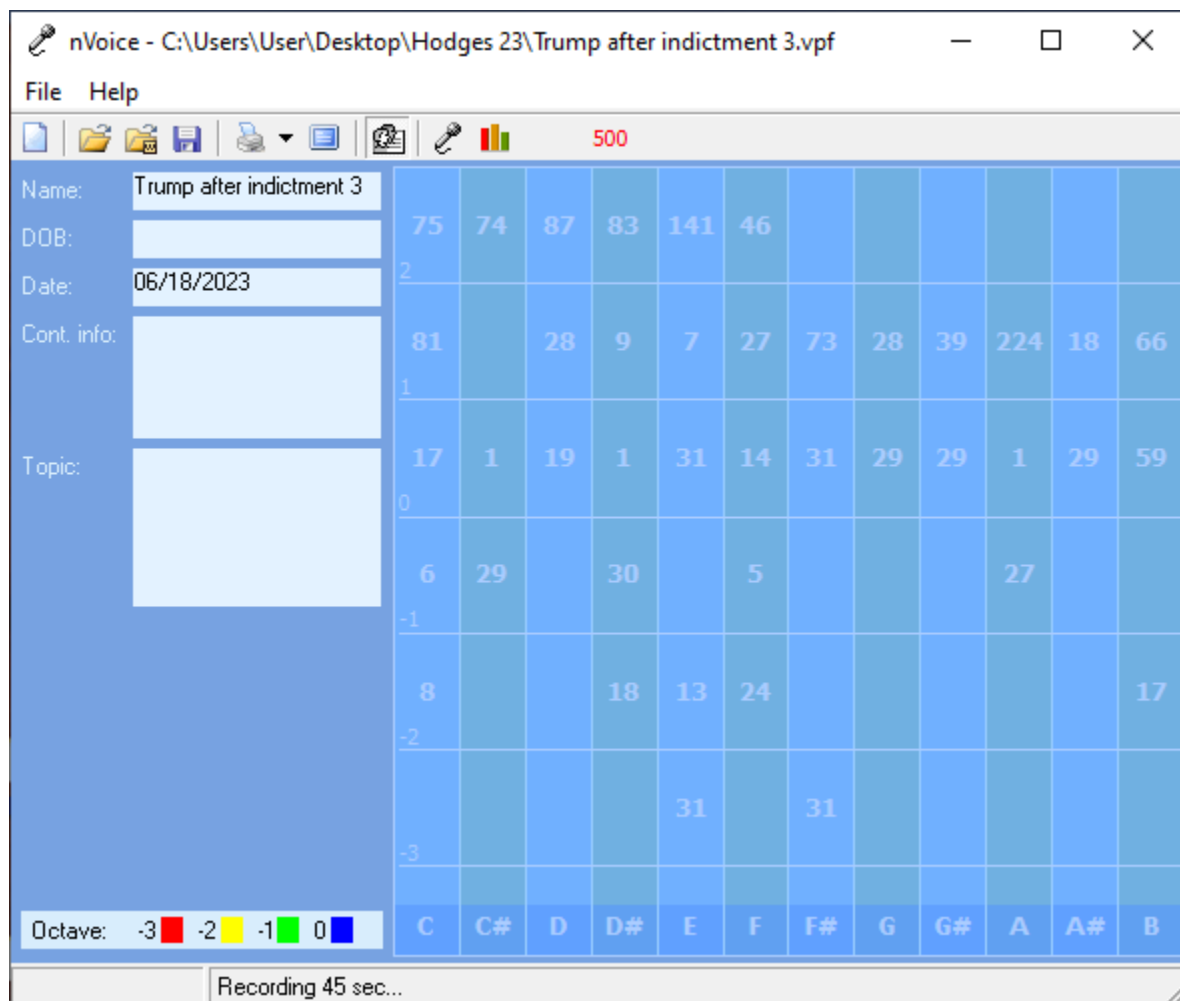 nVoice - C:\Users\User\Desktop\Hodges 23\Trump after indictment 3.vpf
File Help
500
Name: Trump after indictment 3
DOB:
Date: 06/18/2023
Cont. info:
Topic:
75 74 87 83 141 46
2
81 28 9 7 27 73 28 39 224 18 66
1
17 1 19 1 31 14 31 29 29 1 29 59
0
6 29 30 5 27
-1
8 18 13 24 17
-2
31 31
-3
Octave: -3 -2 -1 0
C C# D D# E F F# G G# A A# B
Recording 45 sec...